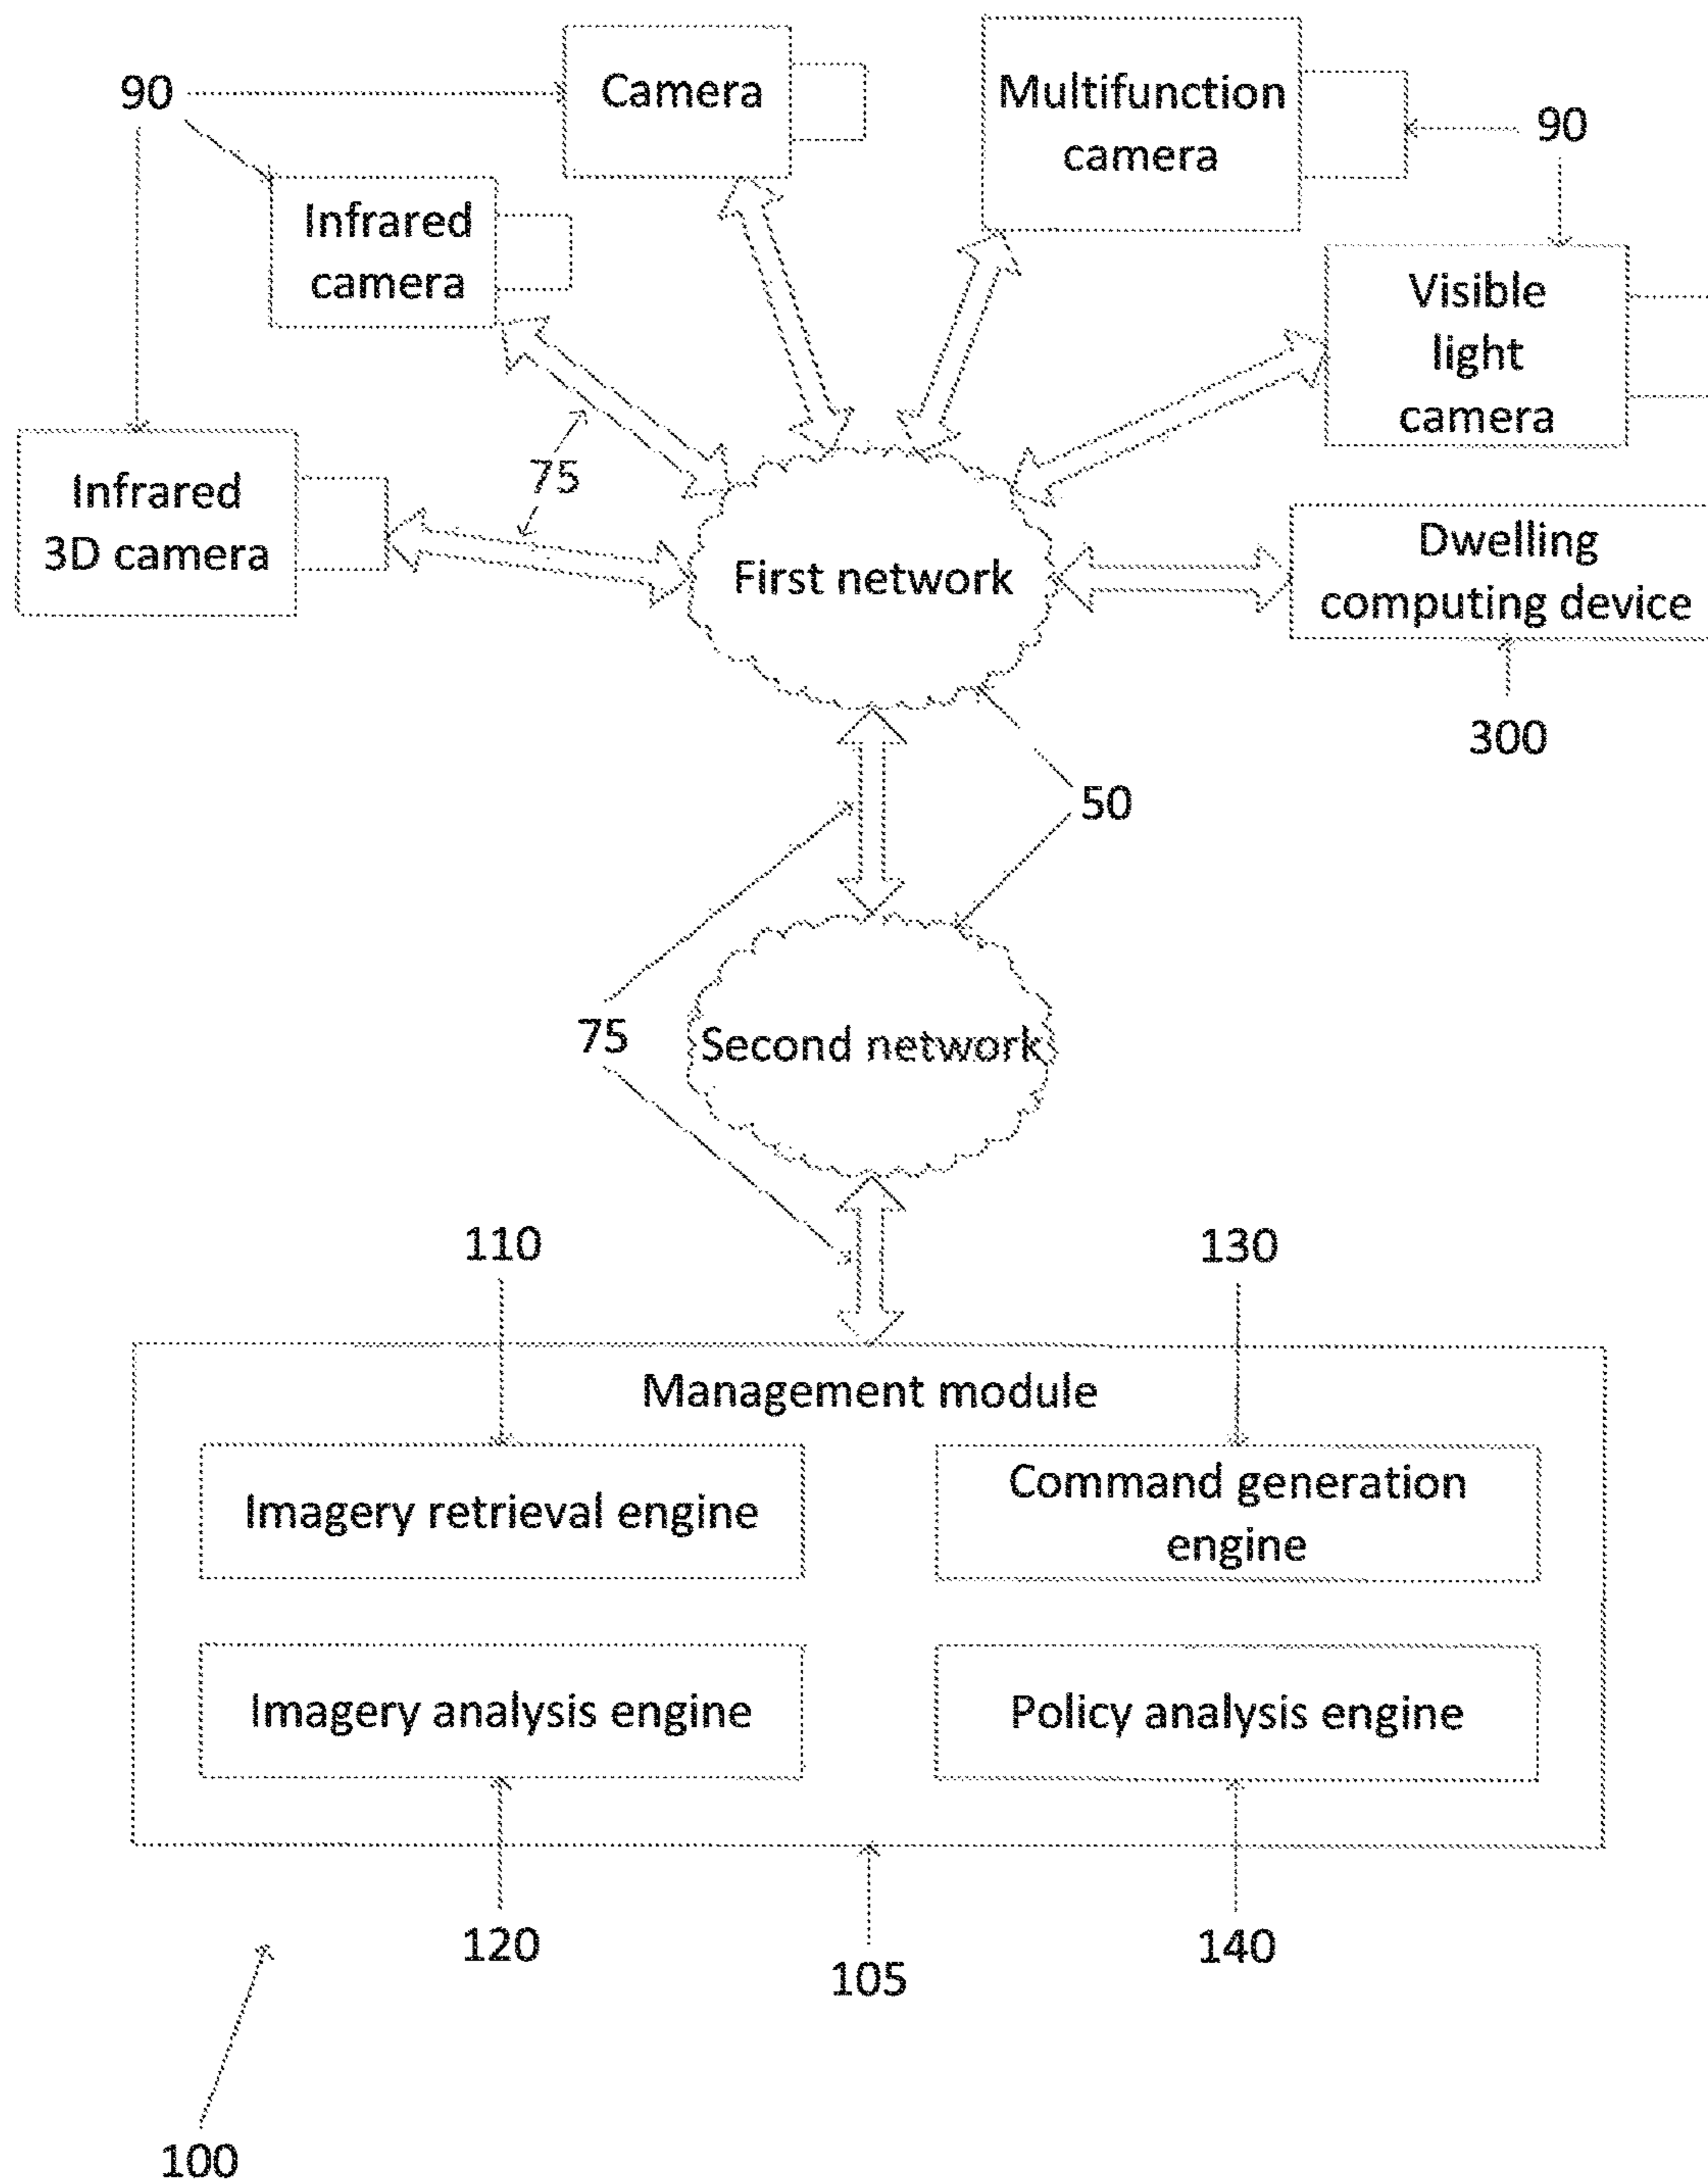 90
Camera
Multifunction
camera
90
Infrared
camera
Visible
light
camera
75
Infrared
3D camera
First network
Dwelling
computing device
300
50
75
Second network
110
130
Management module
Imagery retrieval engine
Command generation
engine
Imagery analysis engine
Policy analysis engine
120
140
105
100